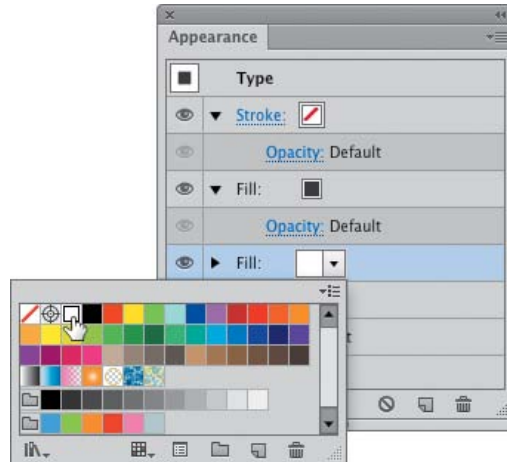 Appearance
Type
Stroke:
Opacity: Default
Fill:
Opacity: Default
Fill:
t